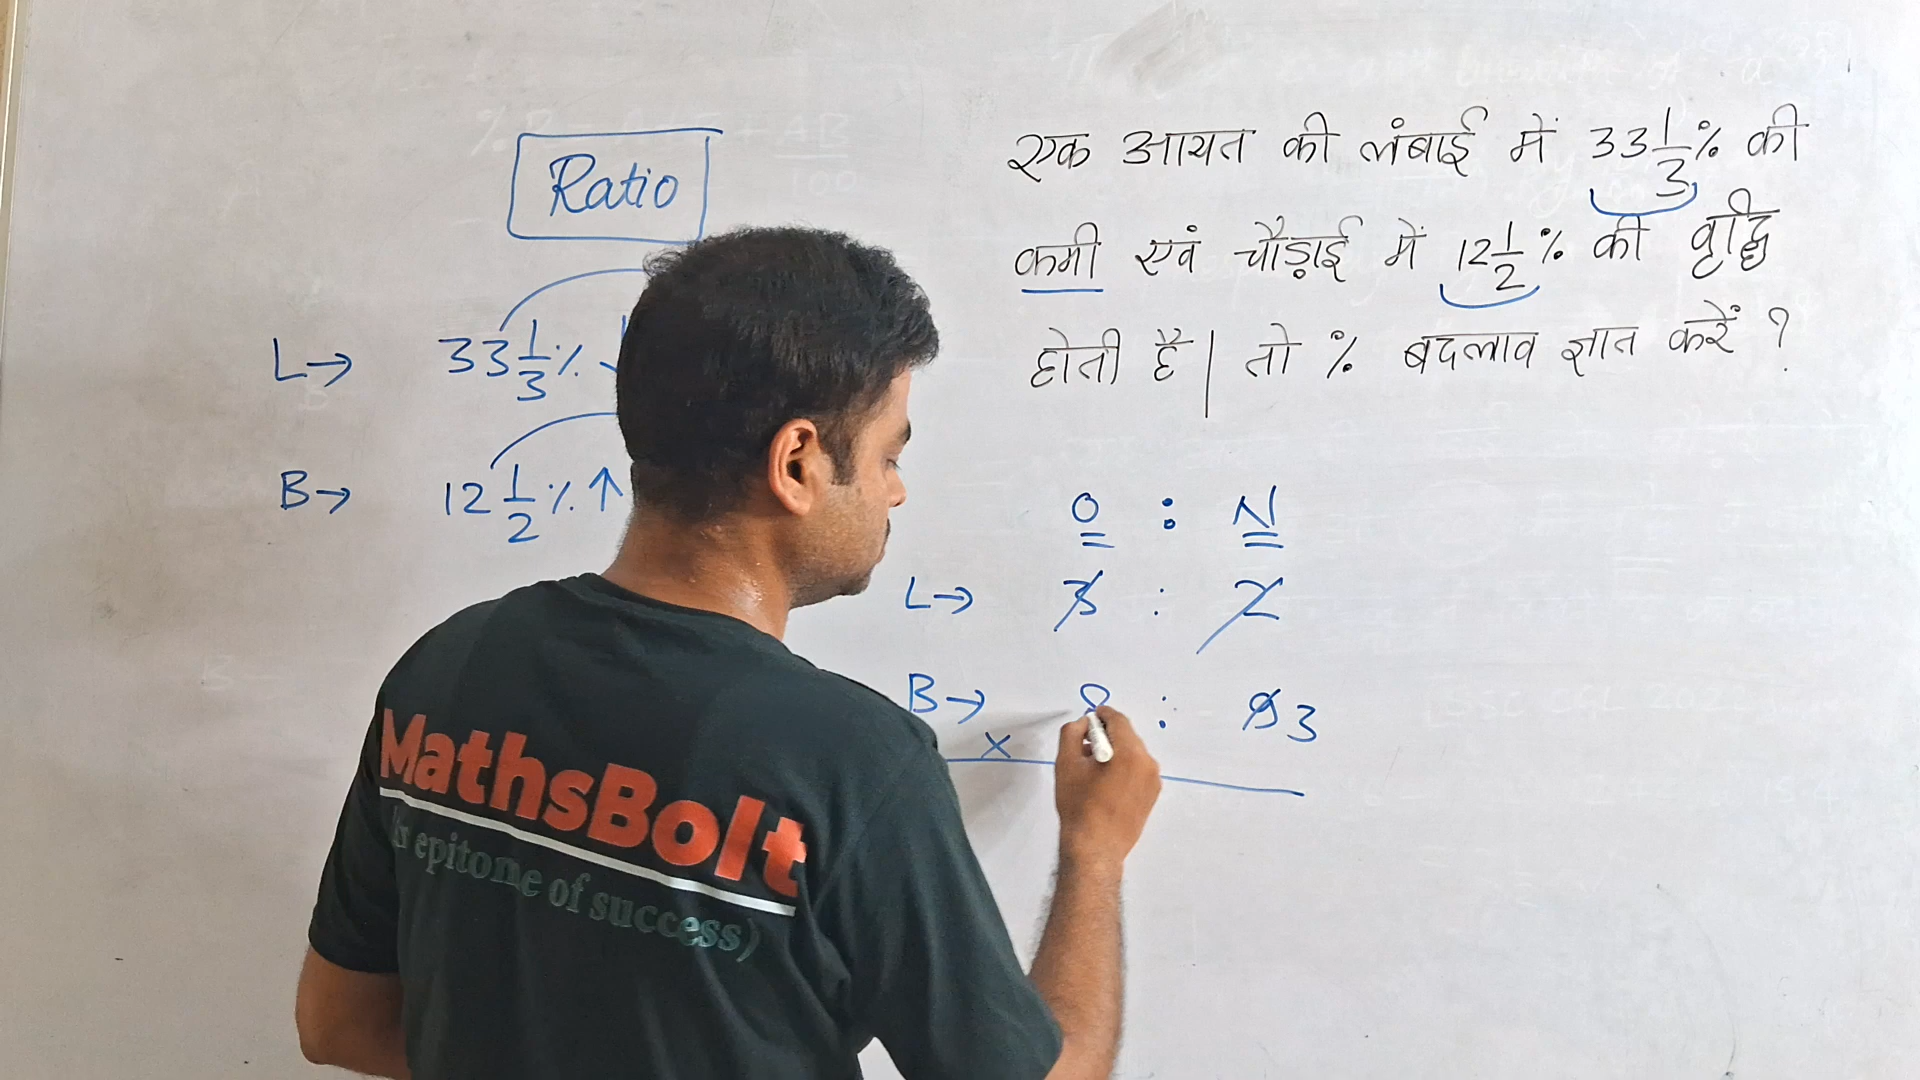 Ratio
एक आयत की लंबाई में 33 1/3 % की
कमी एवं चौड़ाई में 12 1/2 % की वृद्धि
होती है| तो % बदलाव ज्ञात करें ?
L→ 33 1/3 % ↓
B→ 12 1/2 % ↑
O : N
L→ 3 : 2
B→ 8 : 9 3
×
MathsBolt
epitome of success)